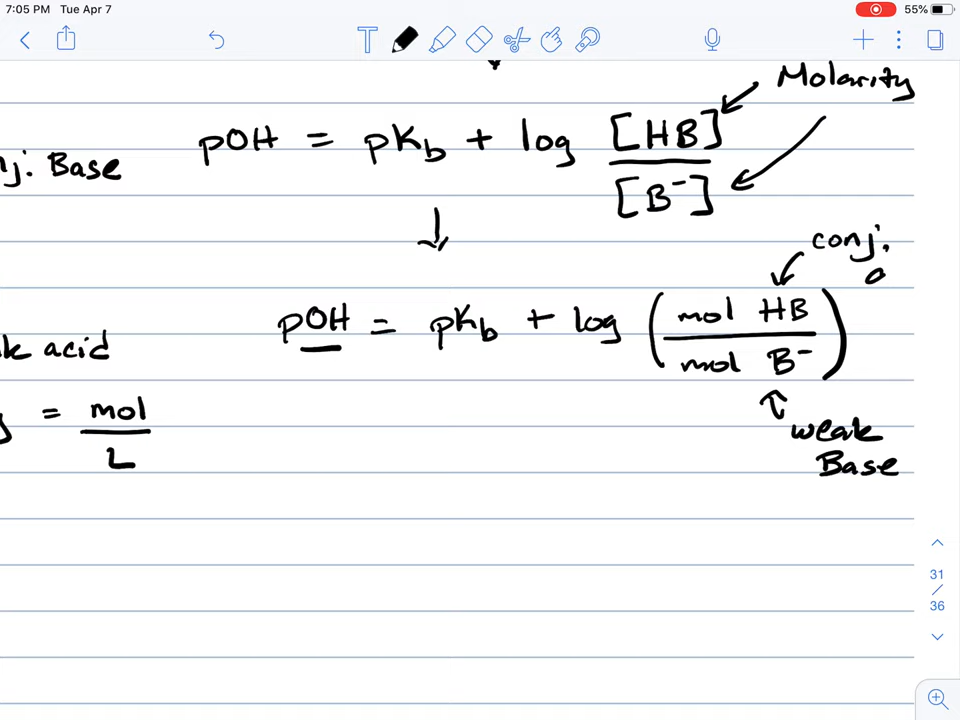 7:05 PM Tue Apr 7
55%
T
Molarity
pOH = pKb + log [HB]
[B⁻]
j. Base
conj.
pOH = pKb + log (mol HB
mol B⁻)
acid
= mol
L
weak
Base
31
/
36